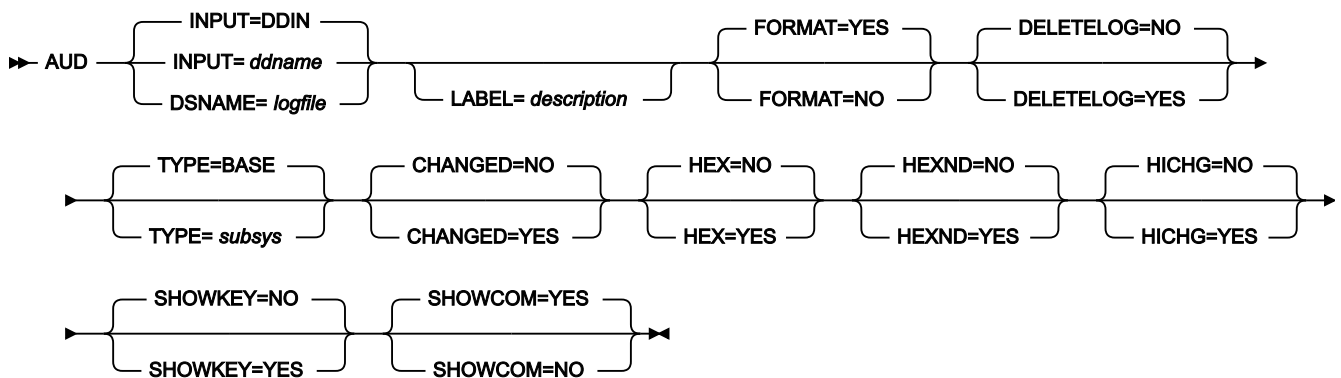 INPUT=DDIN FORMAT=YES DELETELOG=NO
AUD INPUT= ddname
DSNAME= logfile LABEL= description FORMAT=NO DELETELOG=YES
TYPE=BASE CHANGED=NO HEX=NO HEXND=NO HICHG=NO
TYPE= subsys CHANGED=YES HEX=YES HEXND=YES HICHG=YES
SHOWKEY=NO SHOWCOM=YES
SHOWKEY=YES SHOWCOM=NO